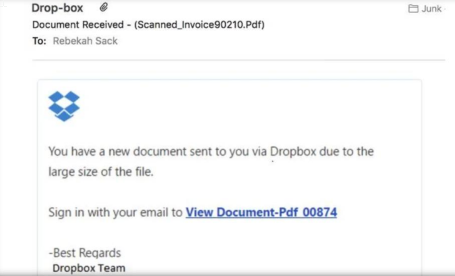 Drop-box
Junk
Document Received - (Scanned_Invoice90210.Pdf)
To: Rebekah Sack
You have a new document sent to you via Dropbox due to the
large size of the file.
Sign in with your email to View Document-Pdf 00874
-Best Regards
Dropbox Team